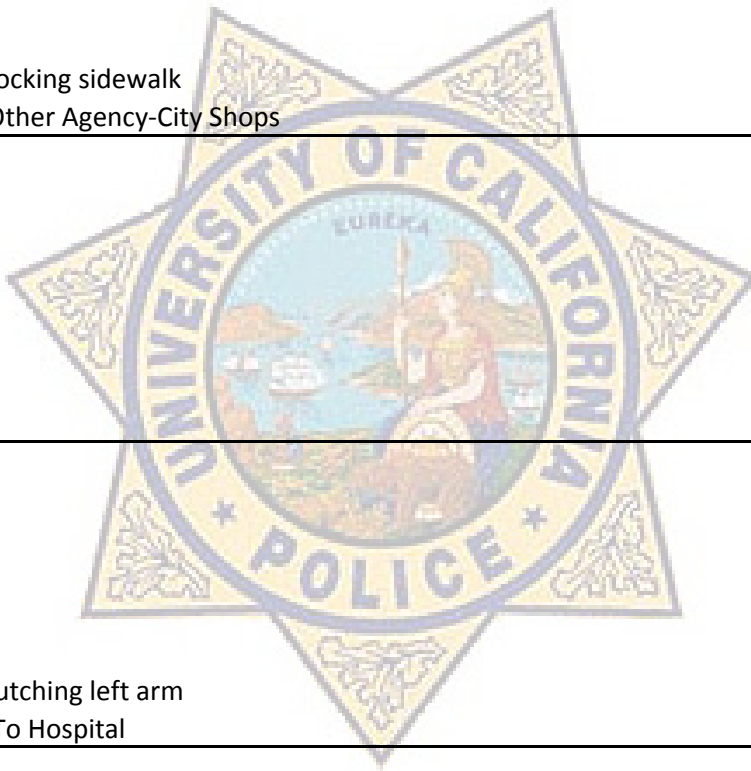 ocking sidewalk
Other Agency-City Shops
UNIVERSITY OF CALIFORNIA
EUREKA
POLICE
utching left arm
To Hospital